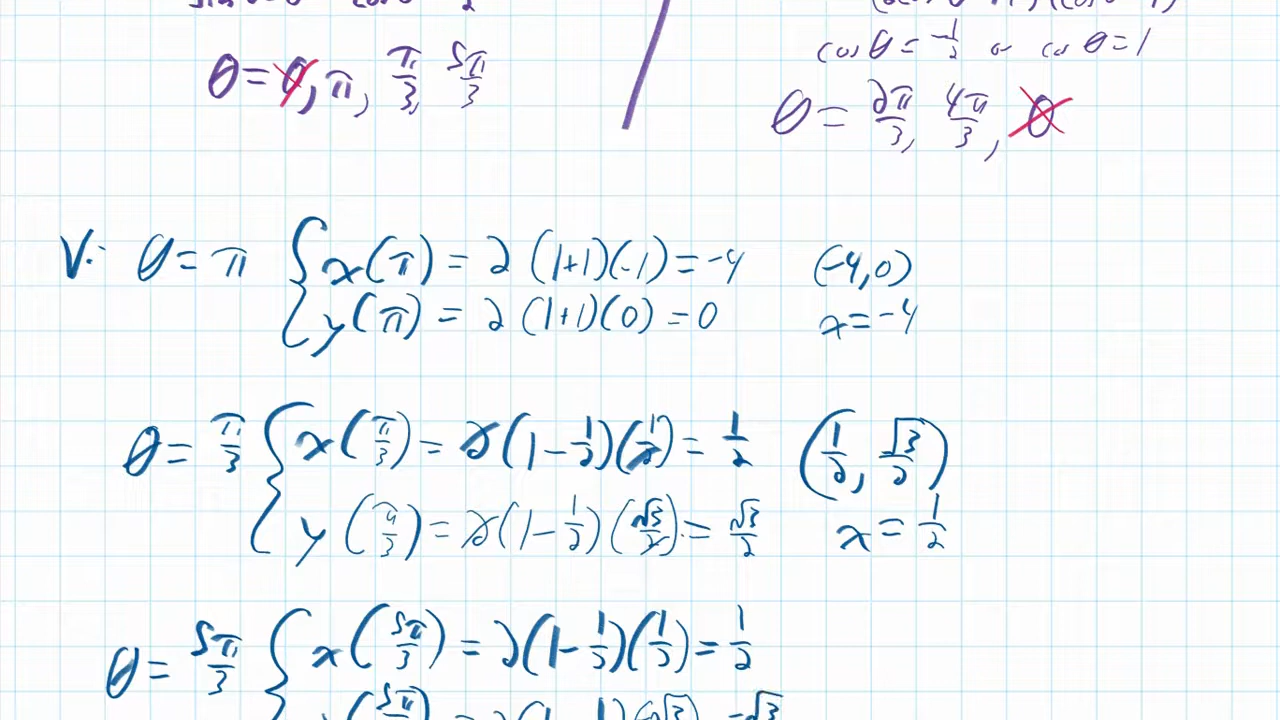 θ = 0, π, π/3, 5π/3
cos θ = -1/2 or cos θ = 1
θ = 2π/3, 4π/3, 0
V: θ = π { x(π) = 2(1+1)(-1) = -4 (-4,0)
y(π) = 2(1+1)(0) = 0 x = -4
θ = π/3 { x(π/3) = 2(1-1/2)(1/2) = 1/2 (1/2, √3/2)
y(π/3) = 2(1-1/2)(√3/2) = √3/2 x = 1/2
θ = 5π/3 { x(5π/3) = 2(1-1/2)(1/2) = 1/2